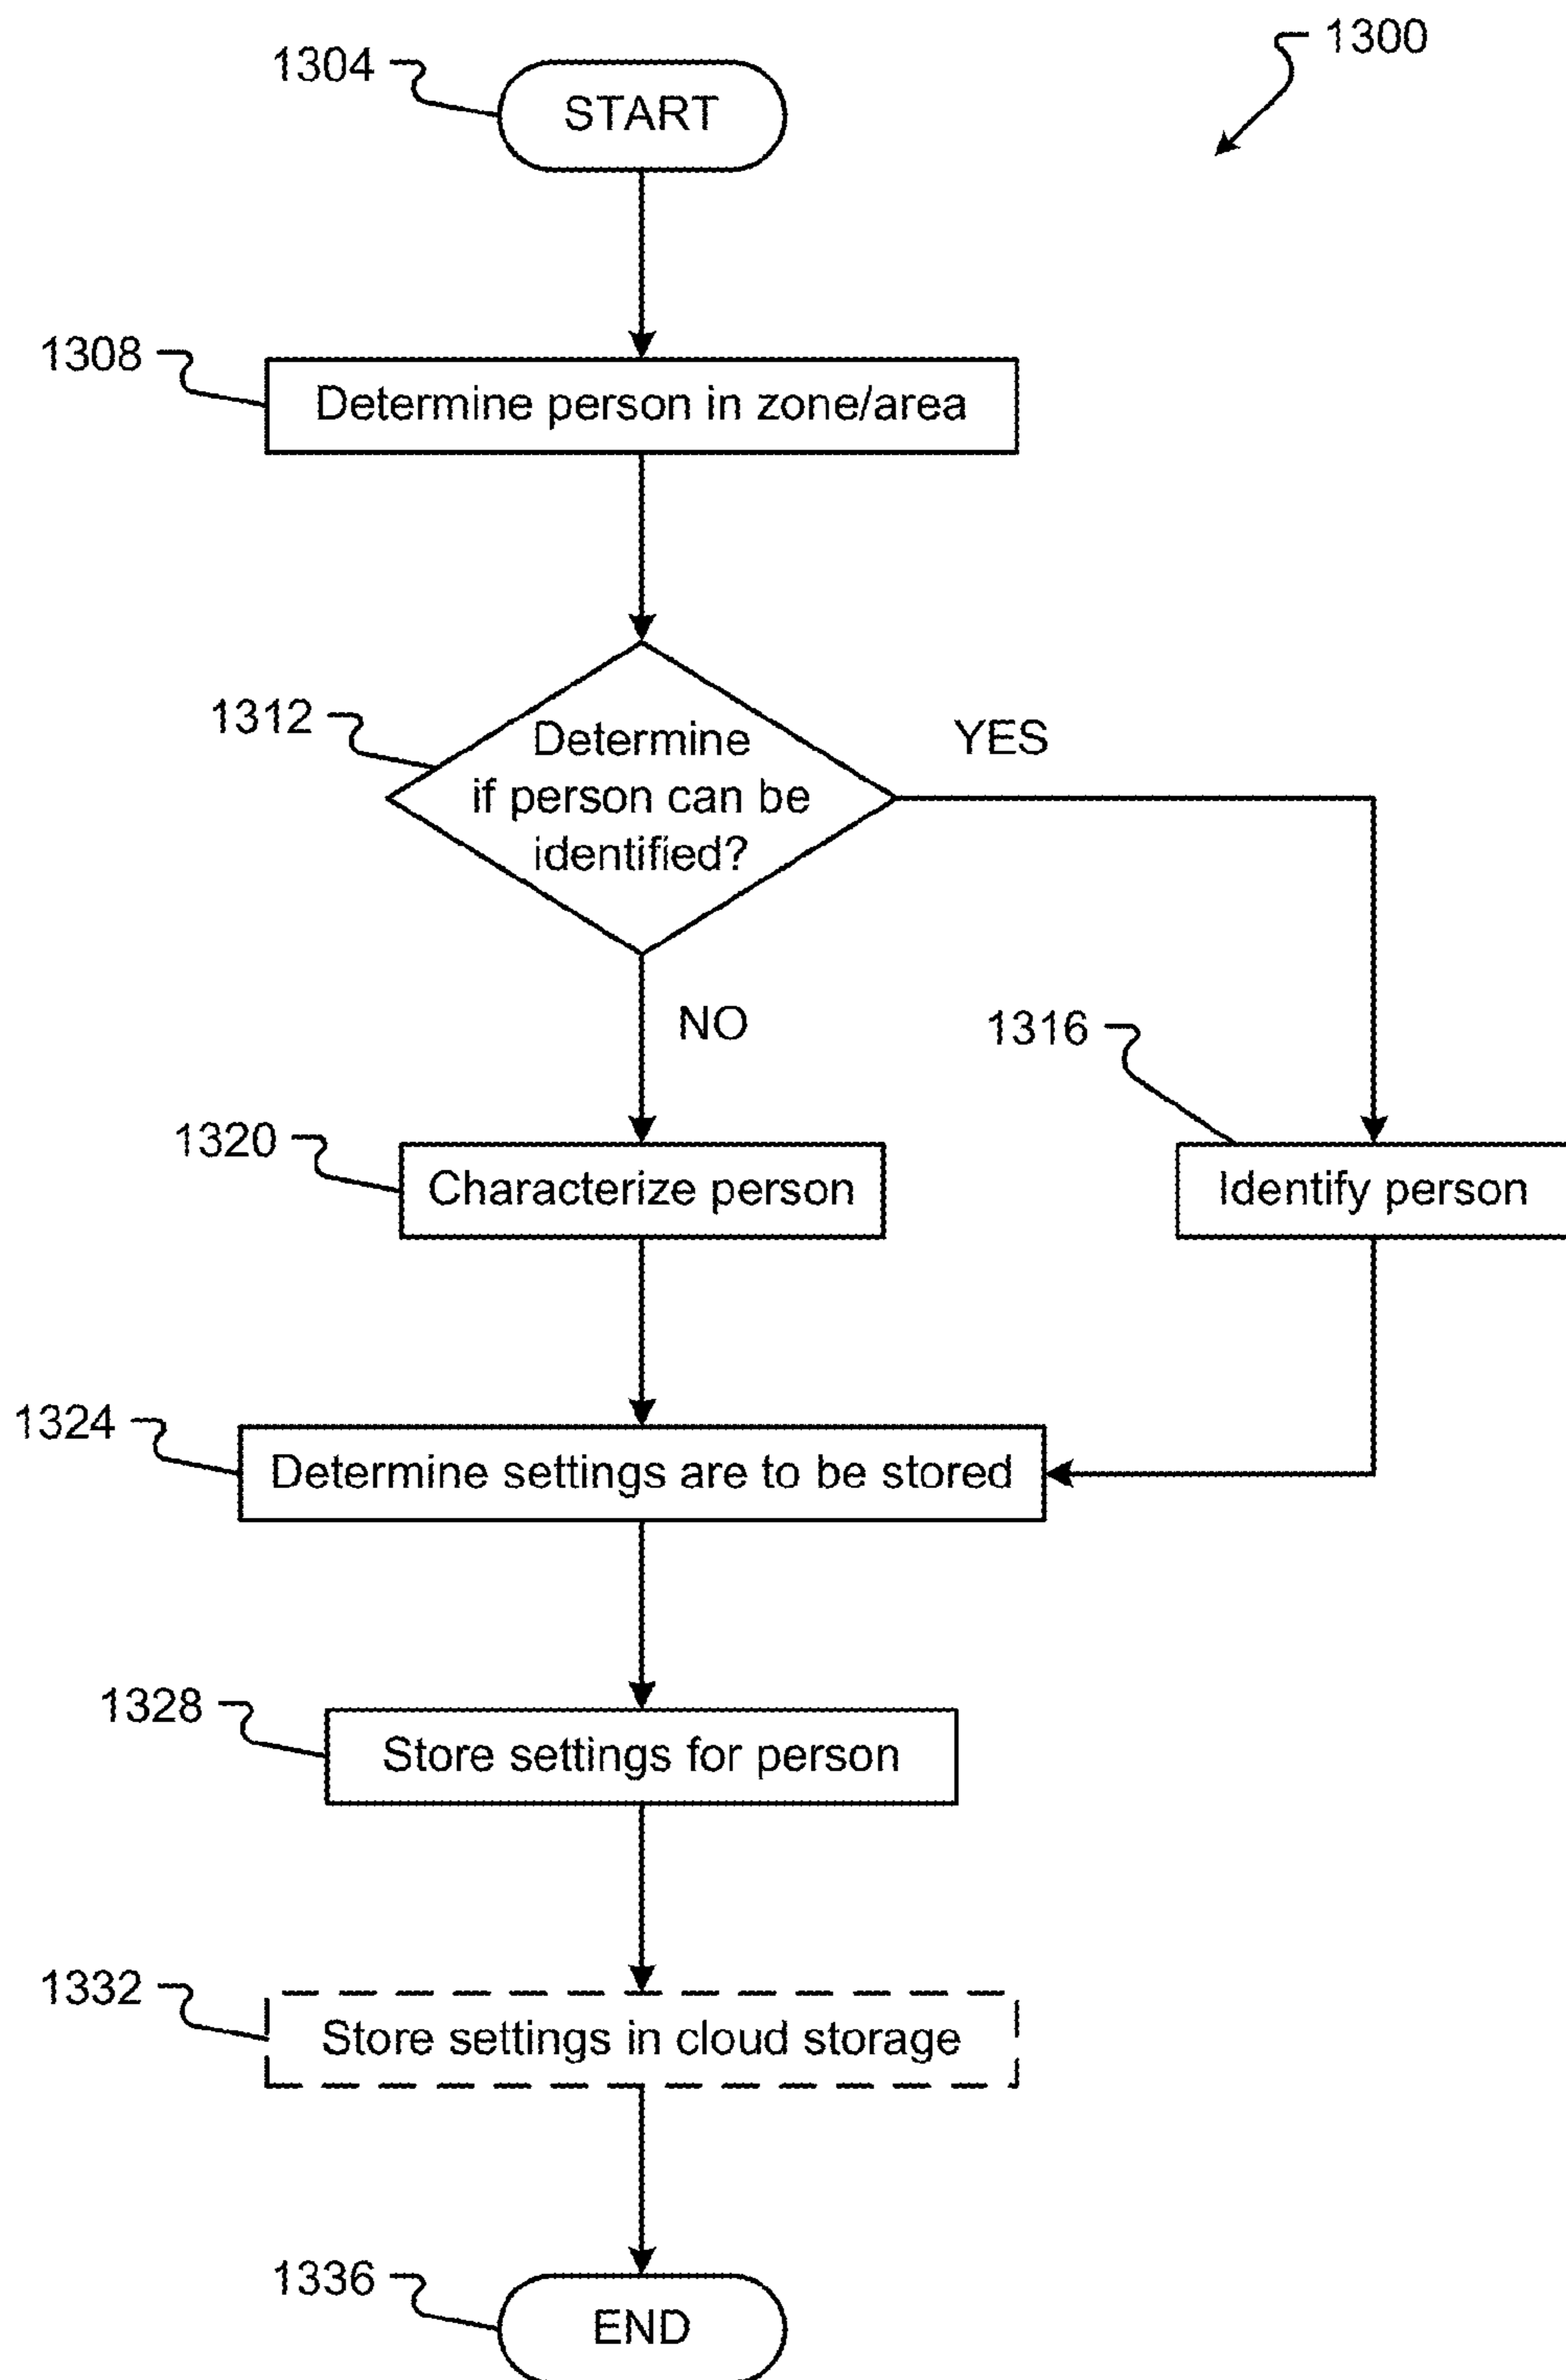 1300
1304
START
1308
Determine person in zone/area
1312
Determine
if person can be
identified?
YES
NO
1316
1320
Characterize person
Identify person
1324
Determine settings are to be stored
1328
Store settings for person
1332
Store settings in cloud storage
1336
END